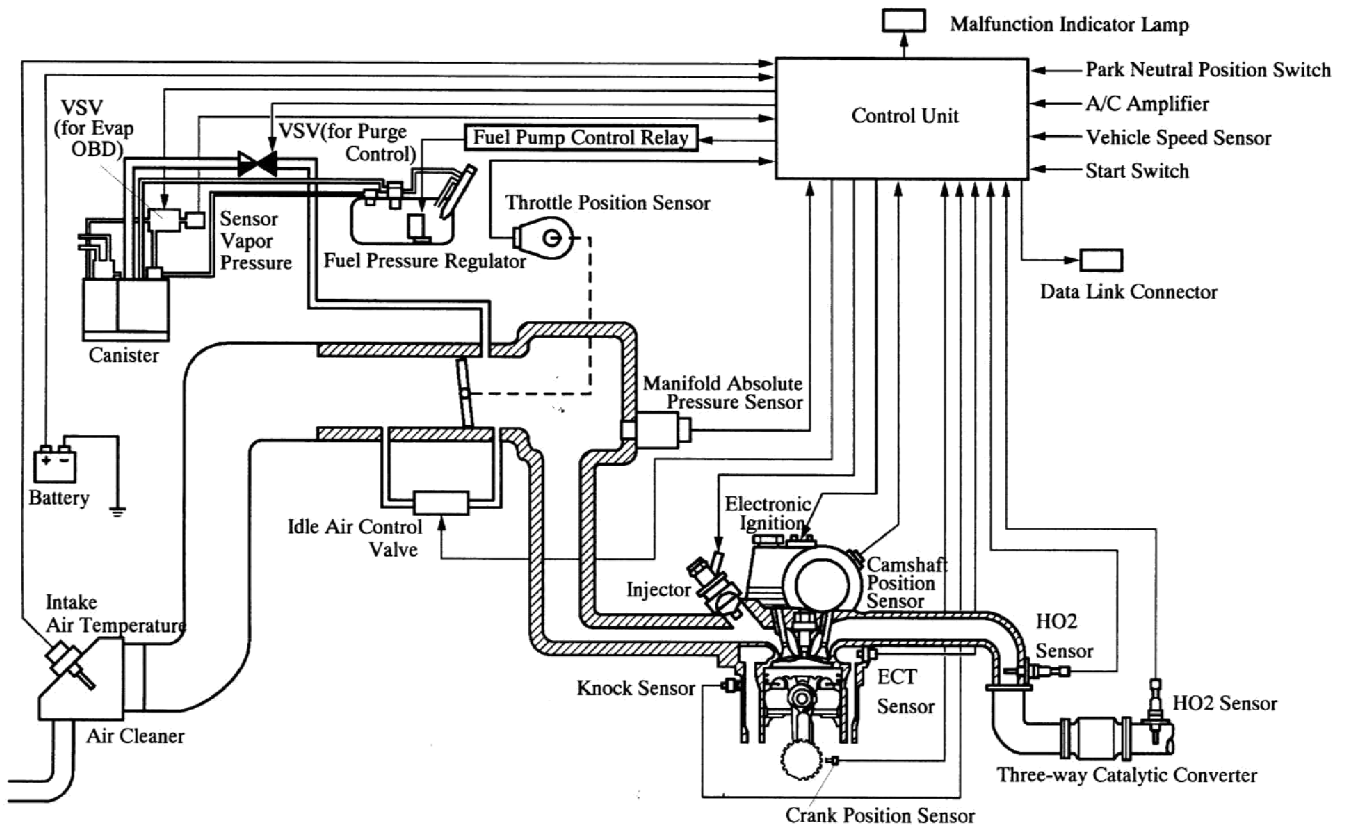 Malfunction Indicator Lamp
Park Neutral Position Switch
A/C Amplifier
Vehicle Speed Sensor
Start Switch
Control Unit
VSV
(for Evap
OBD)
VSV(for Purge
Control)
Fuel Pump Control Relay
Throttle Position Sensor
Sensor
Vapor
Pressure
Fuel Pressure Regulator
Data Link Connector
Canister
Manifold Absolute
Pressure Sensor
+ -
Battery
Idle Air Control
Valve
Electronic
Ignition
Camshaft
Position
Sensor
Injector
Intake
Air Temperature
HO2
Sensor
Knock Sensor
ECT
Sensor
HO2 Sensor
Air Cleaner
Three-way Catalytic Converter
Crank Position Sensor